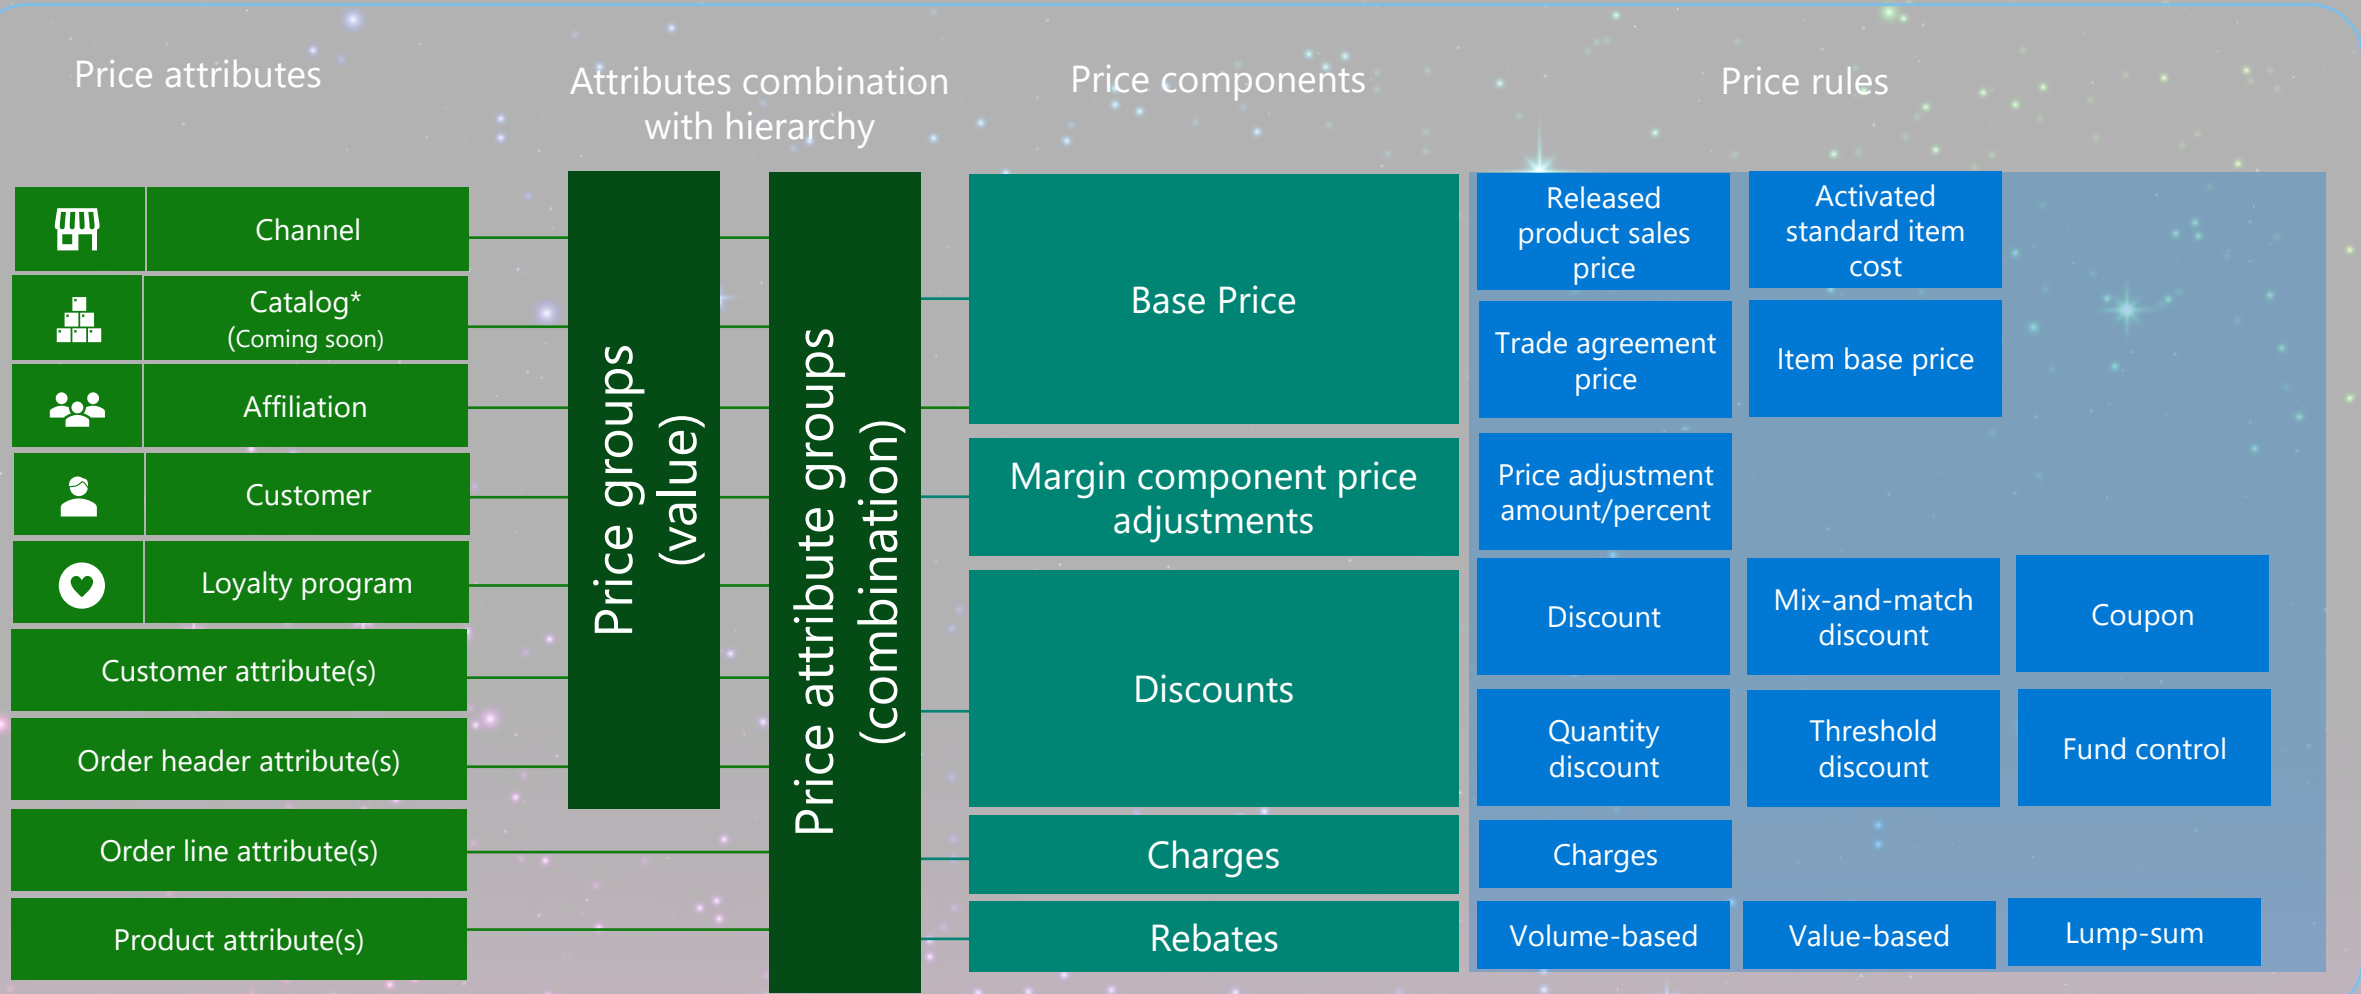 Price attributes
Attributes combination
with hierarchy
Price components
Price rules
Channel
Catalog*
(Coming soon)
Affiliation
Customer
Loyalty program
Customer attribute(s)
Order header attribute(s)
Order line attribute(s)
Product attribute(s)
Price groups
(value)
Price attribute groups
(combination)
Base Price
Margin component price
adjustments
Discounts
Charges
Rebates
Released
product sales
price
Activated
standard item
cost
Trade agreement
price
Item base price
Price adjustment
amount/percent
Discount
Mix-and-match
discount
Coupon
Quantity
discount
Threshold
discount
Fund control
Charges
Volume-based
Value-based
Lump-sum